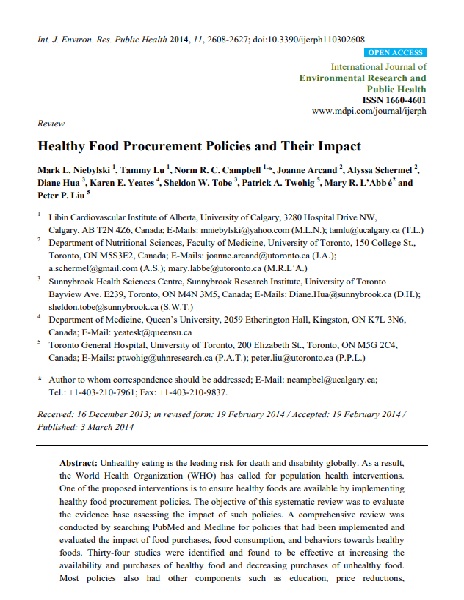 Int. J. Environ. Res. Public Health 2014, 11, 2608-2627; doi:10.3390/ijerph110302608
OPEN ACCESS
International Journal of
Environmental Research and
Public Health
ISSN 1660-4601
www.mdpi.com/journal/ijerph
Review
Healthy Food Procurement Policies and Their Impact
Mark L. Niebylski 1, Tammy Lu 1, Norm R. C. Campbell 1,*, Joanne Arcand 2, Alyssa Schermel 2,
Diane Hua 3, Karen E. Yeates 4, Sheldon W. Tobe 3, Patrick A. Twohig 5, Mary R. L'Abbé 2 and
Peter P. Liu 5
1 Libin Cardiovascular Institute of Alberta, University of Calgary, 3280 Hospital Drive NW,
Calgary, AB T2N 4Z6, Canada; E-Mails: mniebylski@yahoo.com (M.L.N.); tamlu@ucalgary.ca (T.L.)
2 Department of Nutritional Sciences, Faculty of Medicine, University of Toronto, 150 College St.,
Toronto, ON M5S3E2, Canada; E-Mails: joanne.arcand@utoronto.ca (J.A.);
a.schermel@gmail.com (A.S.); mary.labbe@utoronto.ca (M.R.L'A.)
3 Sunnybrook Health Sciences Centre, Sunnybrook Research Institute, University of Toronto
Bayview Ave. E239, Toronto, ON M4N 3M5, Canada; E-Mails: Diane.Hua@sunnybrook.ca (D.H.);
sheldon.tobe@sunnybrook.ca (S.W.T.)
4 Department of Medicine, Queen's University, 2059 Etherington Hall, Kingston, ON K7L 3N6,
Canada; E-Mail: yeatesk@queensu.ca
5 Toronto General Hospital, University of Toronto, 200 Elizabeth St., Toronto, ON M5G 2C4,
Canada; E-Mails: ptwohig@uhnresearch.ca (P.A.T.); peter.liu@utoronto.ca (P.P.L.)
* Author to whom correspondence should be addressed; E-Mail: ncampbel@ucalgary.ca;
Tel.: +1-403-210-7961; Fax: +1-403-210-9837.
Received: 16 December 2013; in revised form: 19 February 2014 / Accepted: 19 February 2014 /
Published: 3 March 2014
Abstract: Unhealthy eating is the leading risk for death and disability globally. As a result,
the World Health Organization (WHO) has called for population health interventions.
One of the proposed interventions is to ensure healthy foods are available by implementing
healthy food procurement policies. The objective of this systematic review was to evaluate
the evidence base assessing the impact of such policies. A comprehensive review was
conducted by searching PubMed and Medline for policies that had been implemented and
evaluated the impact of food purchases, food consumption, and behaviors towards healthy
foods. Thirty-four studies were identified and found to be effective at increasing the
availability and purchases of healthy food and decreasing purchases of unhealthy food.
Most policies also had other components such as education, price reductions,